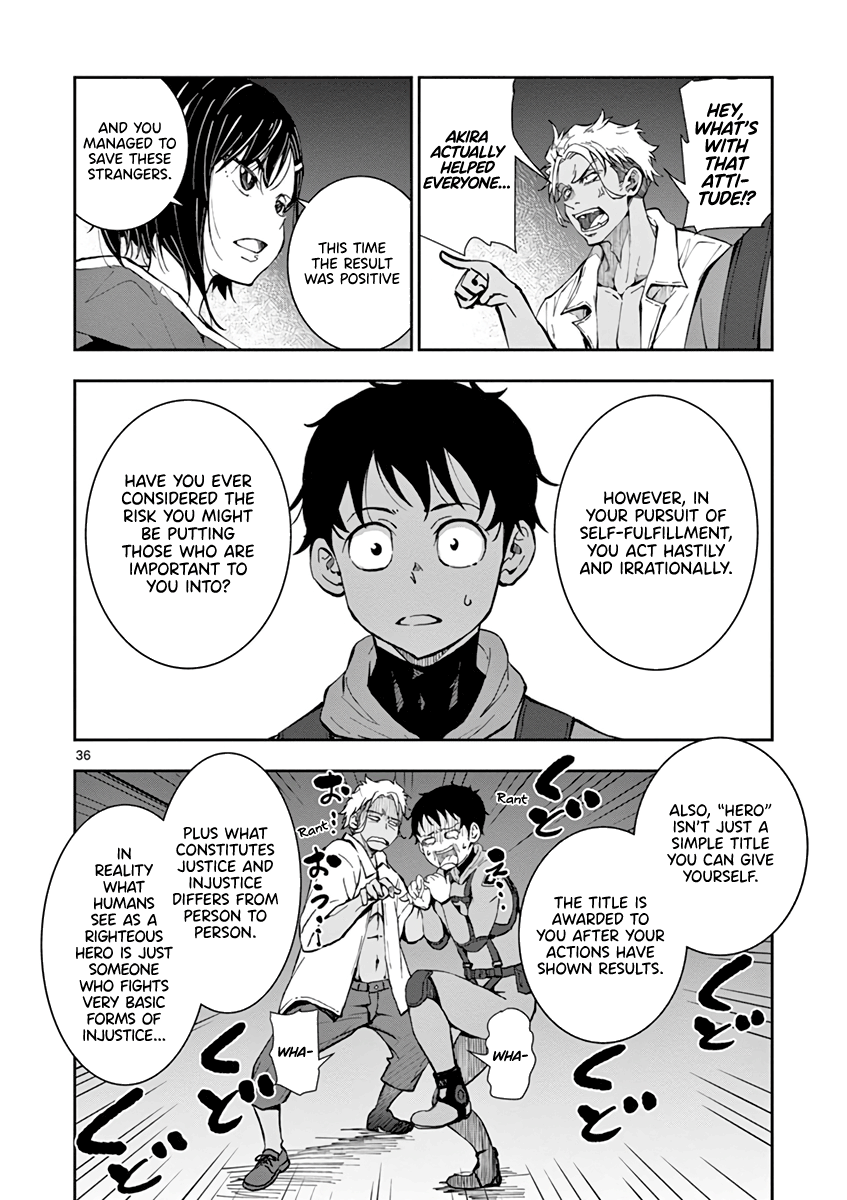 HEY,
WHAT'S
WITH
THAT
ATTI-
TUDE!?
AKIRA
ACTUALLY
HELPED
EVERYONE...
THIS TIME
THE RESULT
WAS POSITIVE
AND YOU
MANAGED TO
SAVE THESE
STRANGERS.
HOWEVER, IN
YOUR PURSUIT OF
SELF-FULFILLMENT,
YOU ACT HASTILY
AND IRRATIONALLY.
HAVE YOU EVER
CONSIDERED THE
RISK YOU MIGHT
BE PUTTING
THOSE WHO ARE
IMPORTANT TO
YOU INTO?
36
ALSO, "HERO"
ISN'T JUST A
SIMPLE TITLE
YOU CAN GIVE
YOURSELF.
THE TITLE IS
AWARDED TO
YOU AFTER YOUR
ACTIONS HAVE
SHOWN RESULTS.
くど
Rant
え…
WHA-
くど
くど
お…
Rant
おう…
WHA-
PLUS WHAT
CONSTITUTES
JUSTICE AND
INJUSTICE
DIFFERS FROM
PERSON TO
PERSON.
IN
REALITY
WHAT
HUMANS
SEE AS A
RIGHTEOUS
HERO IS JUST
SOMEONE
WHO FIGHTS
VERY BASIC
FORMS OF
INJUSTICE...
くど
くど